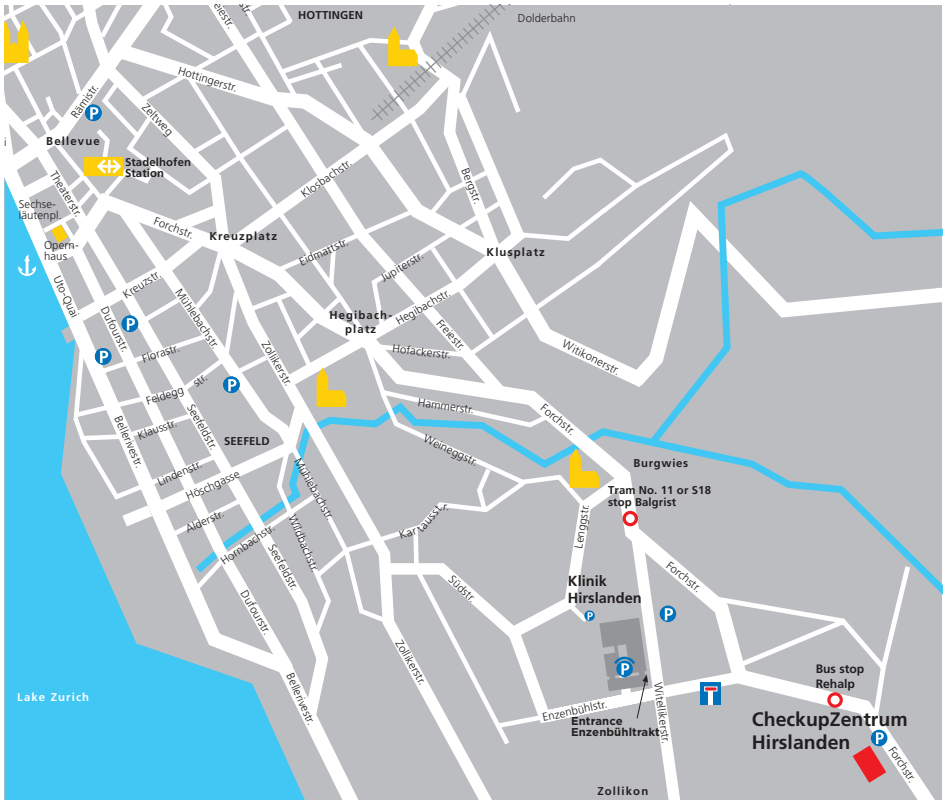 HOTTINGEN
Dolderbahn
eiestr.
str.
Hottingerstr.
Rämistr.
P
Zeltweg
i
Bellevue
Stadelhofen
Station
Theaterstr.
Klosbachstr.
Bergstr.
Sechse-
läutenpl.
Forchstr.
Kreuzplatz
Opern-
haus
Eidmattstr.
Klusplatz
Jupiterstr.
Uto-Quai
Kreuzstr.
Mühlebachstr.
Hegibachstr.
Hegibach-
platz
Freiestr.
Dufourstr.
P
Zollikerstr.
Hofackerstr.
Witikonerstr.
P
Florastr.
P
Feldegg str.
Hammerstr.
Forchstr.
Bellerivestr.
Klausstr.
Seefeldstr.
SEEFELD
Weineggstr.
Burgwies
Lindenstr.
Höschgasse
Mühlebachstr.
Tram No. 11 or S18
stop Balgrist
Alderstr.
Hornbachstr.
Wildbachstr.
Kartausstr.
Lenggstr.
Seefeldstr.
Südstr.
Forchstr.
Klinik
Hirslanden
P
P
Dufourstr.
Zollikerstr.
P
Bus stop
Rehalp
Bellerivestr.
Lake Zurich
Enzenbühlstr.
Witellikerstr.
Entrance
Enzenbühltrakt
CheckupZentrum
Hirslanden
P
Forchstr.
Zollikon